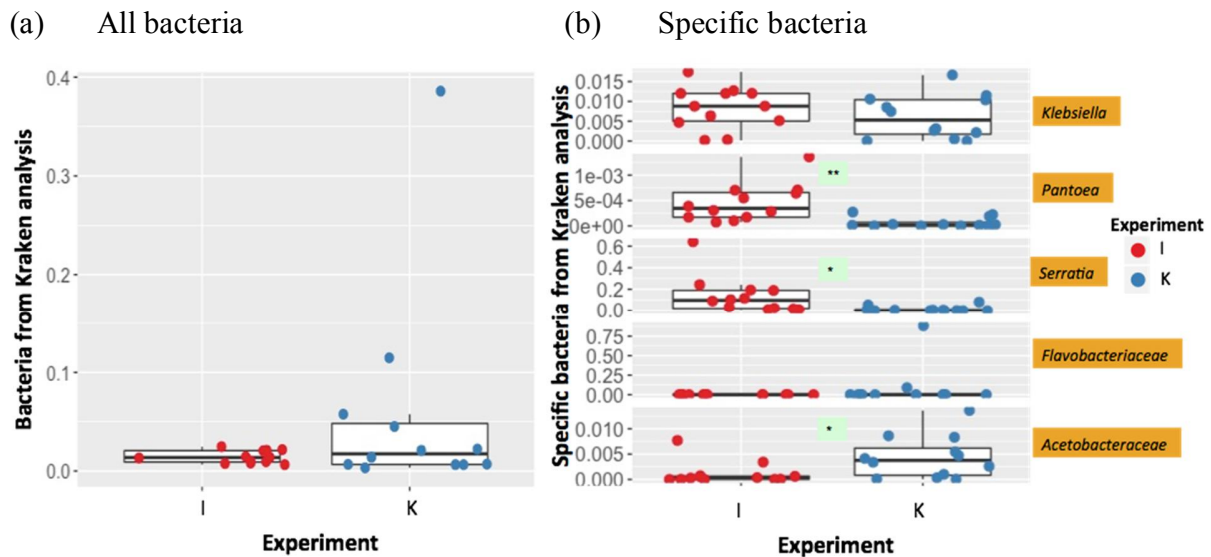 (a) All bacteria
Bacteria from Kraken analysis
0.4
0.3
0.2
0.1
0.0
I K
Experiment
(b) Specific bacteria
Specific bacteria from Kraken analysis
0.015
0.010
0.005
0.000
Klebsiella
1e-03
5e-04
0e+00
**
Pantoea
0.6
0.4
0.2
0.0
*
Serratia
0.75
0.50
0.25
0.00
Flavobacteriaceae
0.010
0.005
0.000
*
Acetobacteraceae
I K
Experiment
Experiment
I
K